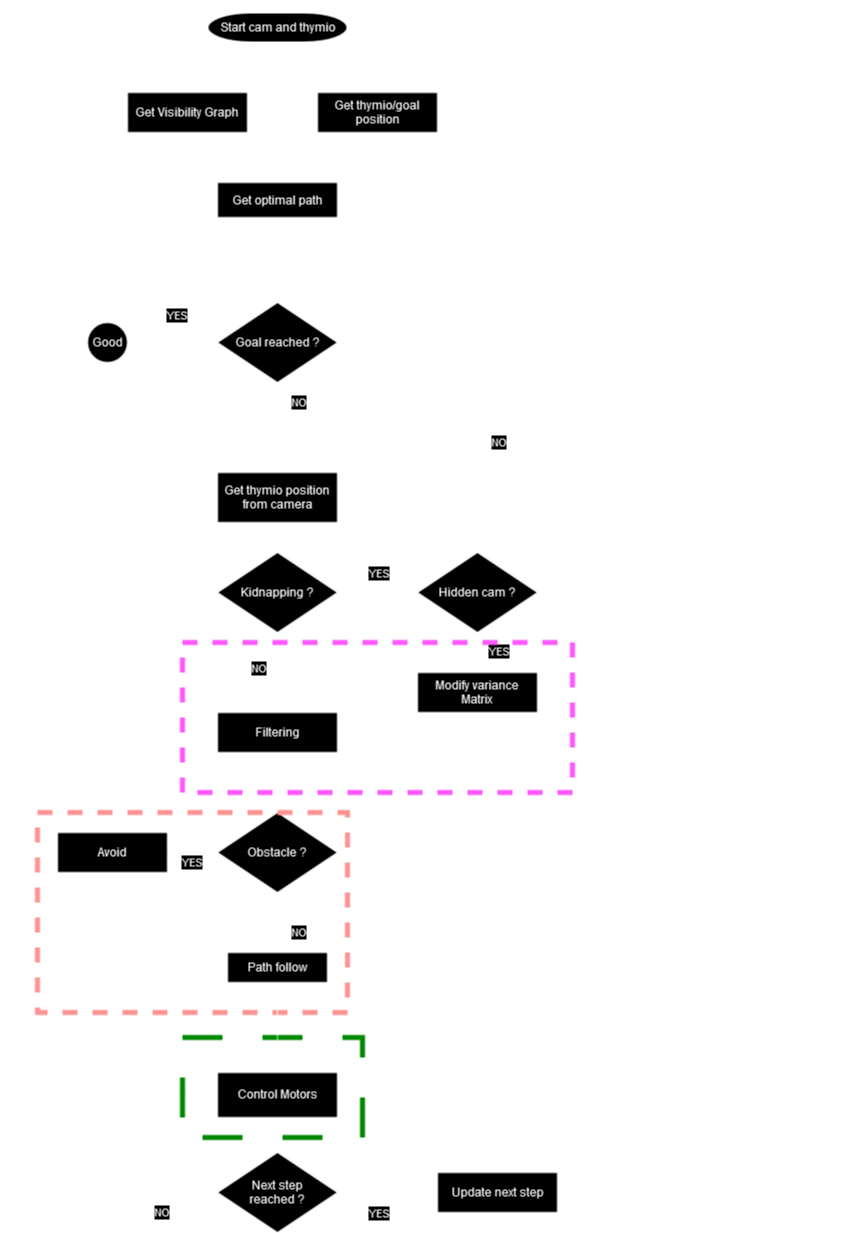 Start cam and thymio
Get Visibility Graph
Get thymio/goal
position
Get optimal path
YES
Good
Goal reached ?
NO
NO
Get thymio position
from camera
YES
Kidnapping ?
Hidden cam ?
YES
NO
Modify variance
Matrix
Filtering
Avoid
YES
Obstacle ?
NO
Path follow
Control Motors
Next step
reached ?
Update next step
NO
YES